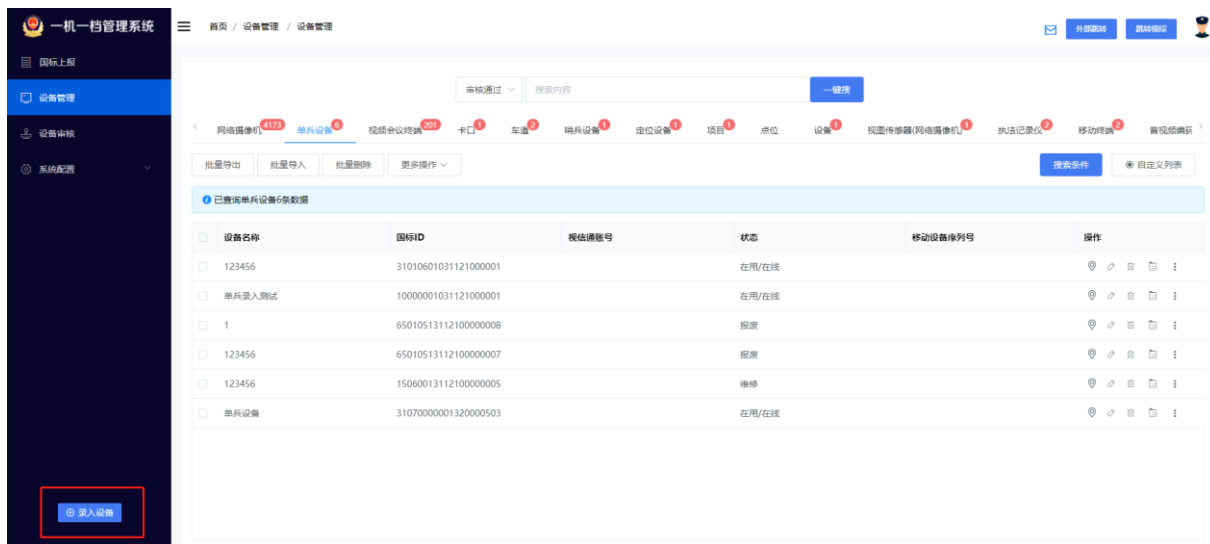 一机一档管理系统
首页 / 设备管理 / 设备管理
外部跳转
国标上报
设备管理
设备审核
系统配置
审核通过
搜索内容
一键搜
网络摄像机 4173 单兵设备 6 视频会议终端 201 卡口 1 车道 2 哨兵设备 1 定位设备 1 项目 1 点位 设备 1 视图传感器(网络摄像机) 1 执法记录仪 2 移动终端 2 音视频编码
批量导出 批量导入 批量删除 更多操作 搜索条件 自定义列表
已查询单兵设备6条数据
设备名称 国标ID 视信通账号 状态 移动设备序列号 操作
123456 31010601031121000001 在用/在线
单兵录入测试 10000001031121000001 在用/在线
1 65010513112100000008 报废
123456 65010513112100000007 报废
123456 15060013112100000005 维修
单兵设备 31070000001320000503 在用/在线
录入设备